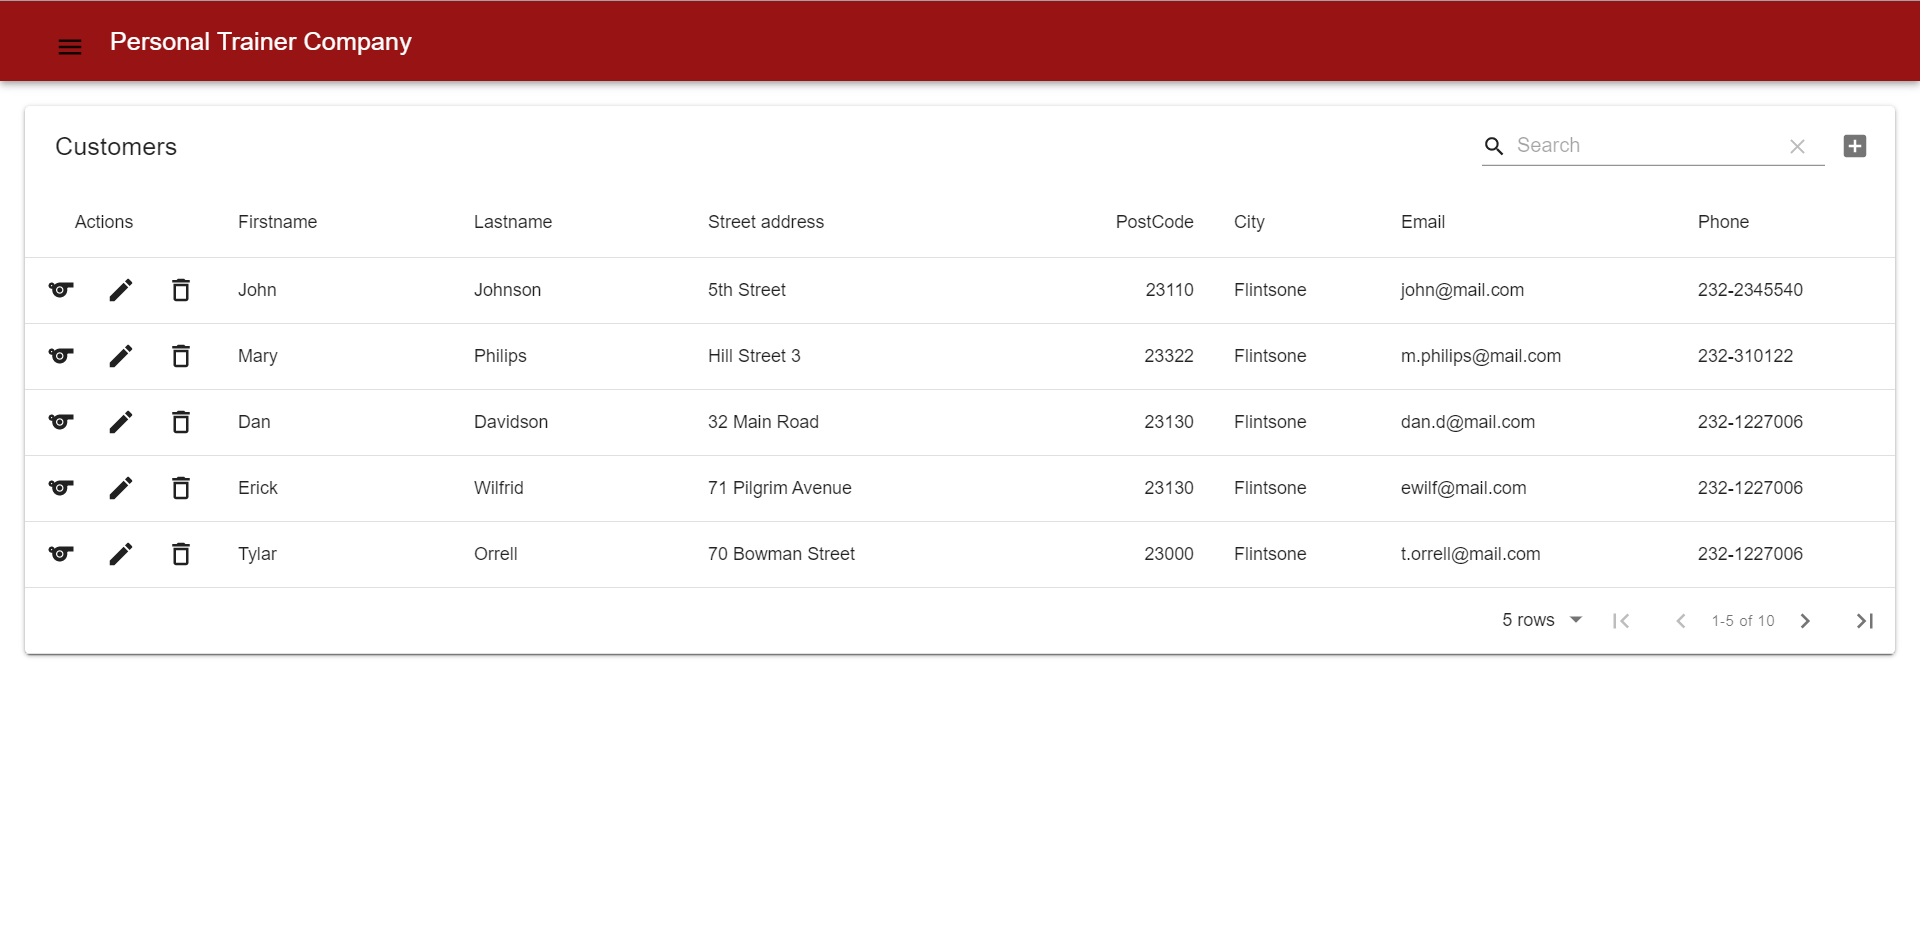 Personal Trainer Company
Customers Search
Actions Firstname Lastname Street address PostCode City Email Phone
John Johnson 5th Street 23110 Flintsone john@mail.com 232-2345540
Mary Philips Hill Street 3 23322 Flintsone m.philips@mail.com 232-310122
Dan Davidson 32 Main Road 23130 Flintsone dan.d@mail.com 232-1227006
Erick Wilfrid 71 Pilgrim Avenue 23130 Flintsone ewilf@mail.com 232-1227006
Tylar Orrell 70 Bowman Street 23000 Flintsone t.orrell@mail.com 232-1227006
5 rows 1-5 of 10